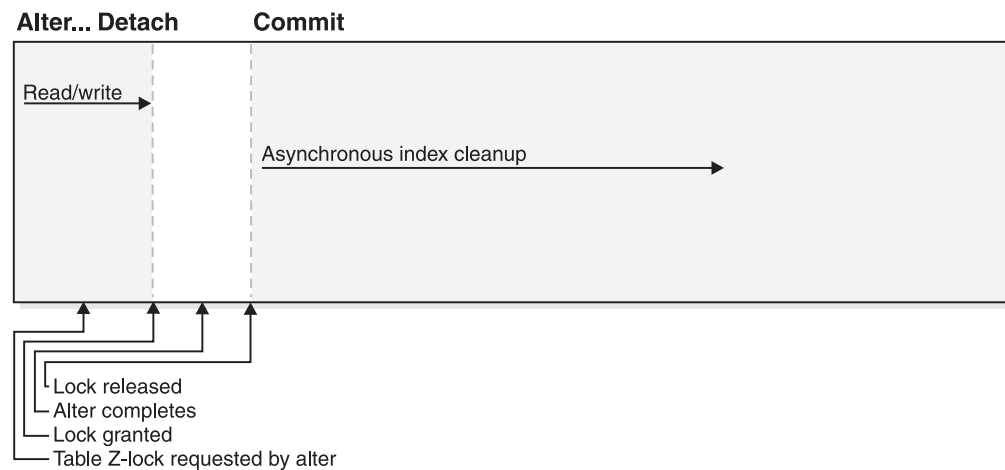 Alter... Detach
Commit
Read/write
Asynchronous index cleanup
Lock released
Alter completes
Lock granted
Table Z-lock requested by alter